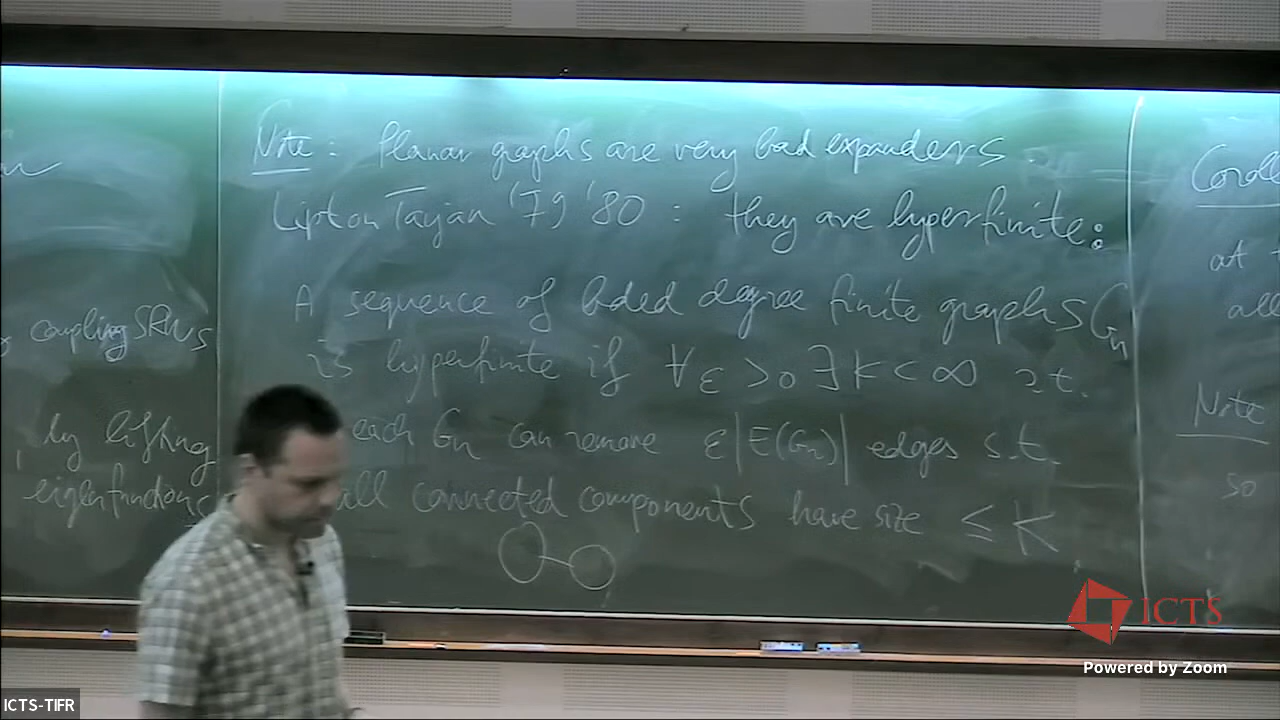 Note: Planar graphs are very bad expanders
Lipton Tarjan '79 '80 : they are hyperfinite:
A sequence of bded degree finite graphs Gn
is hyperfinite if ∀ε>0 ∃K<∞ s.t.
each Gn can remove ε|E(Gn)| edges s.t.
all connected components have size ≤ K
coupling SRWs
by lifting
eigenfunctions
at
all
Note
so
ICTS
Powered by Zoom
ICTS-TIFR